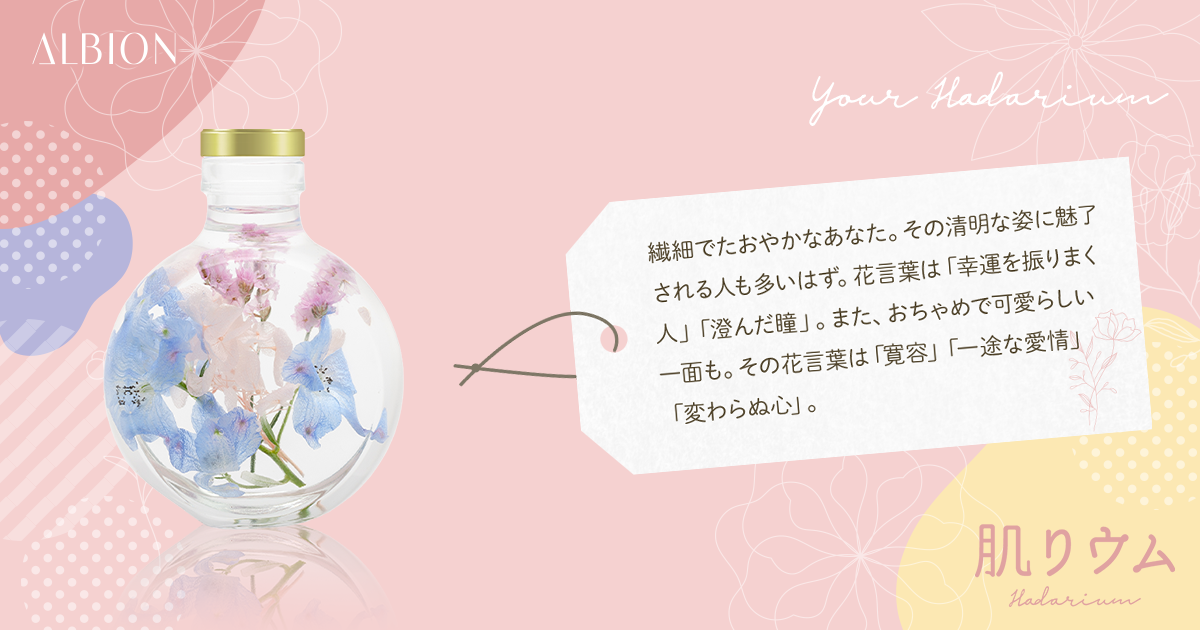 ALBION
Your Hadarium
繊細でたおやかなあなた。その清明な姿に魅了
される人も多いはず。花言葉は「幸運を振りまく
人」「澄んだ瞳」。また、おちゃめで可愛らしい
一面も。その花言葉は「寛容」「一途な愛情」
「変わらぬ心」。
肌りウム
Hadarium